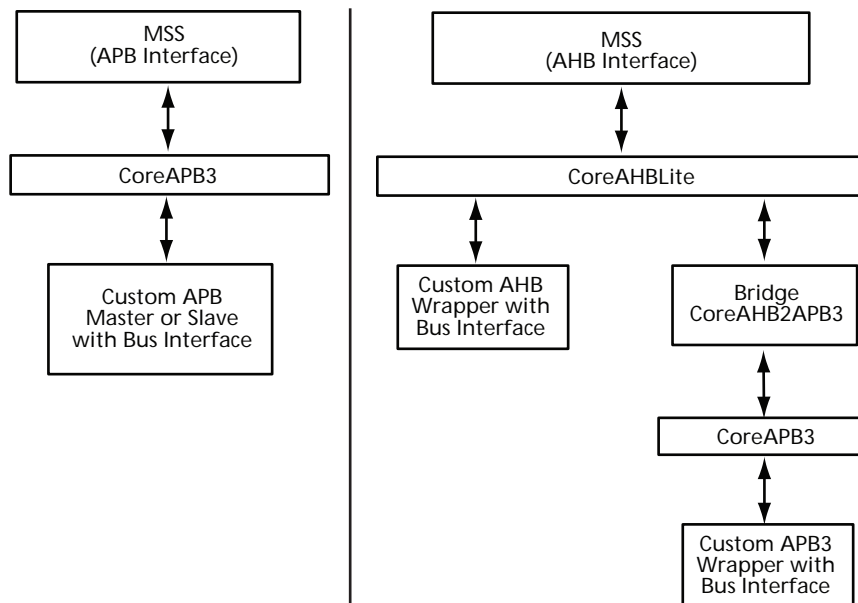 MSS
(APB Interface)
CoreAPB3
Custom APB
Master or Slave
with Bus Interface
MSS
(AHB Interface)
CoreAHBLite
Custom AHB
Wrapper with
Bus Interface
Bridge
CoreAHB2APB3
CoreAPB3
Custom APB3
Wrapper with
Bus Interface